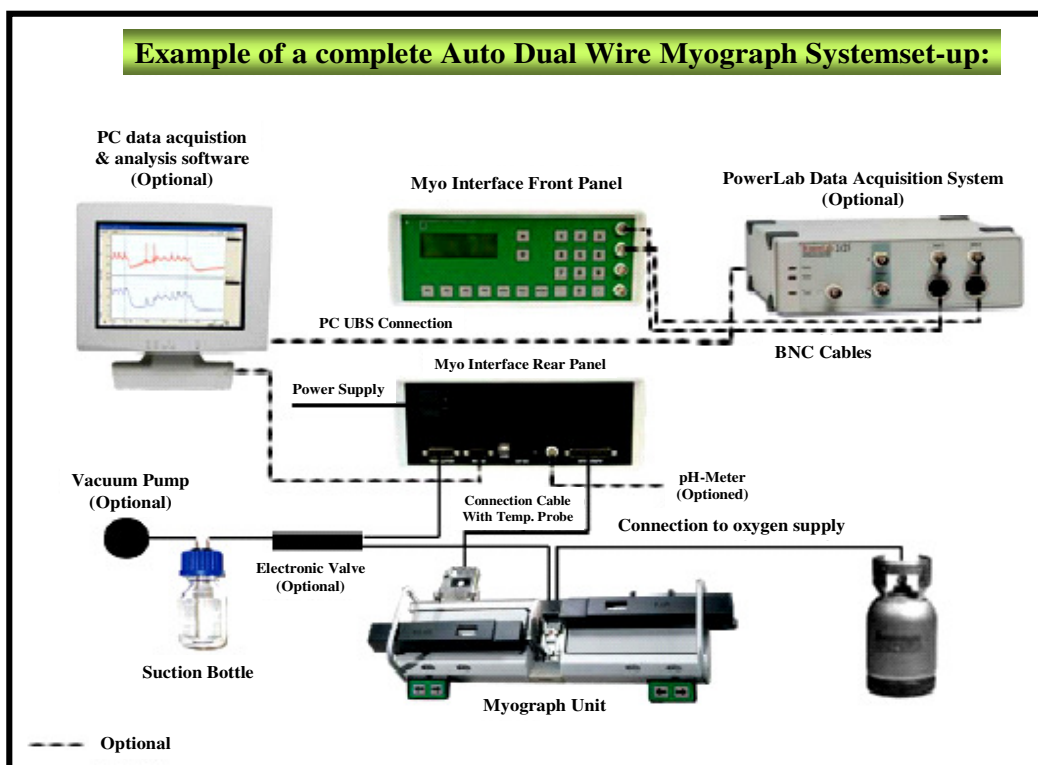 Example of a complete Auto Dual Wire Myograph Systemset-up:
PC data acquistion
& analysis software
(Optional)
Myo Interface Front Panel
PowerLab Data Acquisition System
(Optional)
PC UBS Connection
BNC Cables
Myo Interface Rear Panel
Power Supply
Vacuum Pump
(Optional)
Connection Cable
With Temp. Probe
pH-Meter
(Optioned)
Connection to oxygen supply
Electronic Valve
(Optional)
Suction Bottle
Myograph Unit
Optional